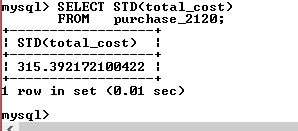 mysql> SELECT STD(total_cost)
FROM purchase_2120;
+------------------+
| STD(total_cost) |
+------------------+
| 315.392172100422 |
+------------------+
1 row in set (0.01 sec)
mysql>